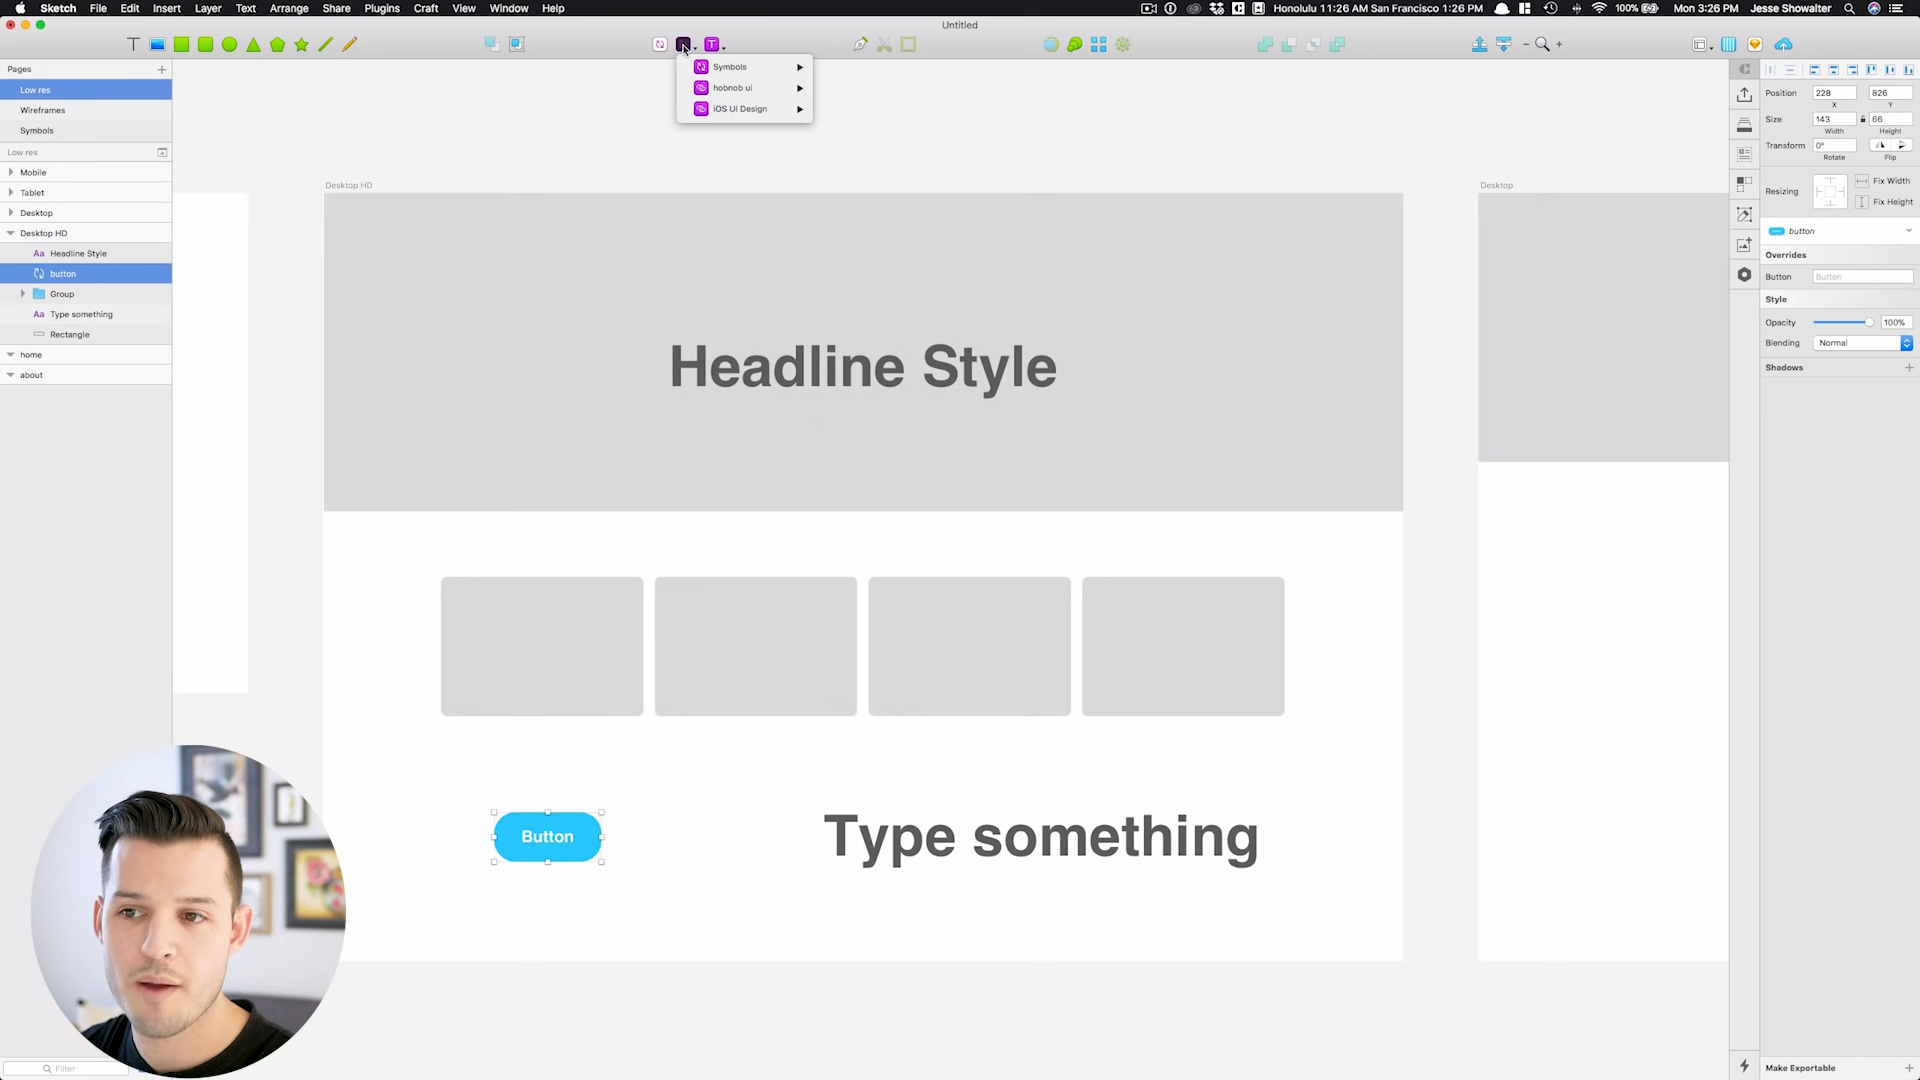 Sketch File Edit Insert Layer Text Arrange Share Plugins Craft View Window Help Honolulu 11:26 AM San Francisco 1:26 PM 100% Mon 3:26 PM Jesse Showalter
Untitled
Pages
Low res
Wireframes
Symbols
Low res
Mobile
Tablet
Desktop
Desktop HD
Aa Headline Style
button
Group
Aa Type something
Rectangle
home
about
Filter
Symbols
hobnob ui
iOS UI Design
Desktop HD
Headline Style
Button
Type something
Desktop
Position 228 826
X Y
Size 143 66
Width Height
Transform 0°
Rotate Flip
Resizing Fix Width
Fix Height
button
Overrides
Button Button
Style
Opacity 100%
Blending Normal
Shadows
Make Exportable